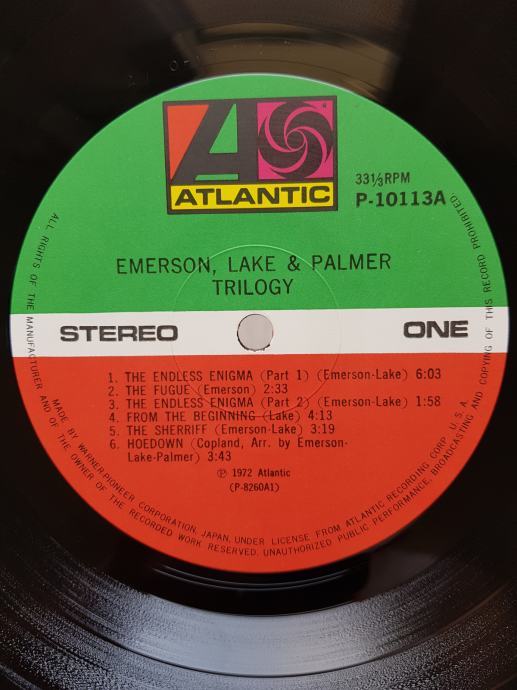 ATLANTIC
33⅓RPM
P-10113A
EMERSON, LAKE & PALMER
TRILOGY
STEREO
ONE
1. THE ENDLESS ENIGMA (Part 1) (Emerson-Lake) 6:03
2. THE FUGUE (Emerson) 2:33
3. THE ENDLESS ENIGMA (Part 2) (Emerson-Lake) 1:58
4. FROM THE BEGINNING (Lake) 4:13
5. THE SHERRIFF (Emerson-Lake) 3:19
6. HOEDOWN (Copland, Arr. by Emerson-
Lake-Palmer) 3:43
Ⓟ 1972 Atlantic
(P-8260A1)
ALL RIGHTS OF THE MANUFACTURER AND OF THE OWNER OF THE RECORDED WORK RESERVED. UNAUTHORIZED PUBLIC PERFORMANCE, BROADCASTING AND COPYING OF THIS RECORD PROHIBITED.
MADE BY WARNER-PIONEER CORPORATION, JAPAN, UNDER LICENSE FROM ATLANTIC RECORDING CORP. U.S.A.